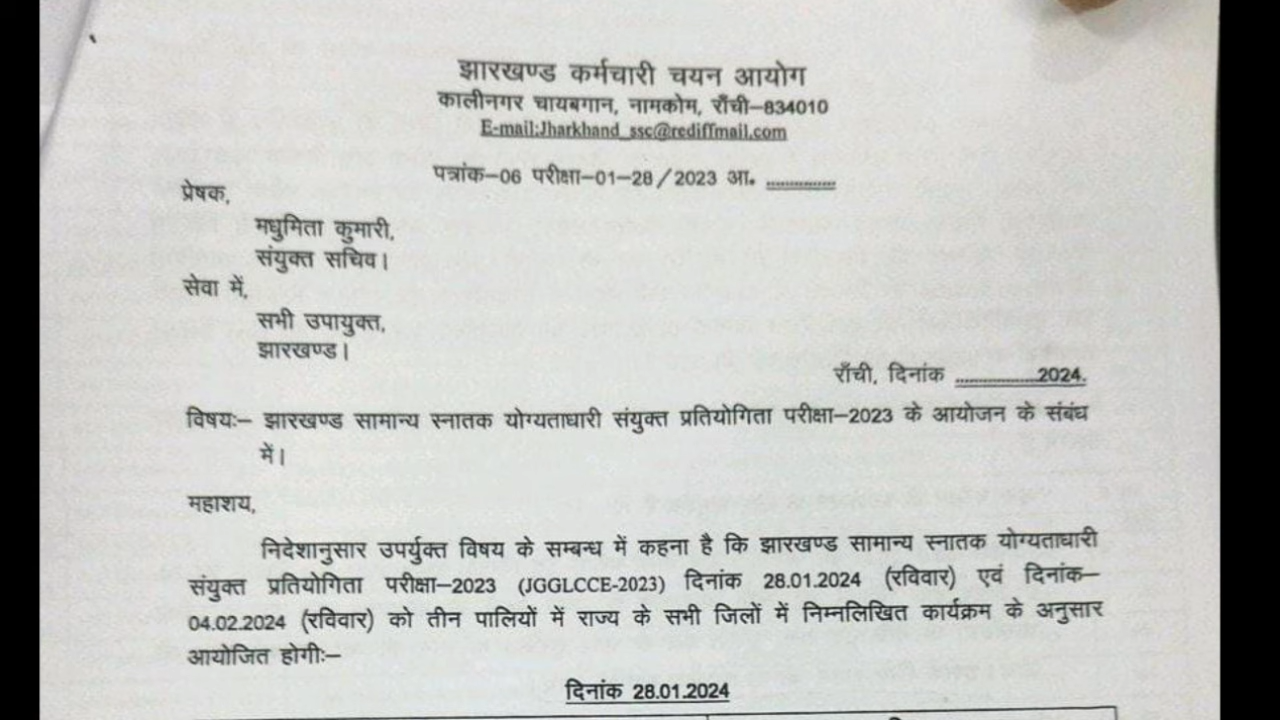 झारखण्ड कर्मचारी चयन आयोग
कालीनगर चायबगान, नामकोम, राँची–834010
E-mail:Jharkhand_ssc@rediffmail.com
पत्रांक–06 परीक्षा–01–28/2023 आ. ..............
प्रेषक,
मधुमिता कुमारी,
संयुक्त सचिव।
सेवा में,
सभी उपायुक्त,
झारखण्ड।
राँची, दिनांक ................2024.
विषयः– झारखण्ड सामान्य स्नातक योग्यताधारी संयुक्त प्रतियोगिता परीक्षा–2023 के आयोजन के संबंध
में।
महाशय,
निदेशानुसार उपर्युक्त विषय के सम्बन्ध में कहना है कि झारखण्ड सामान्य स्नातक योग्यताधारी
संयुक्त प्रतियोगिता परीक्षा–2023 (JGGLCCE-2023) दिनांक 28.01.2024 (रविवार) एवं दिनांक–
04.02.2024 (रविवार) को तीन पालियों में राज्य के सभी जिलों में निम्नलिखित कार्यक्रम के अनुसार
आयोजित होगीः–
दिनांक 28.01.2024